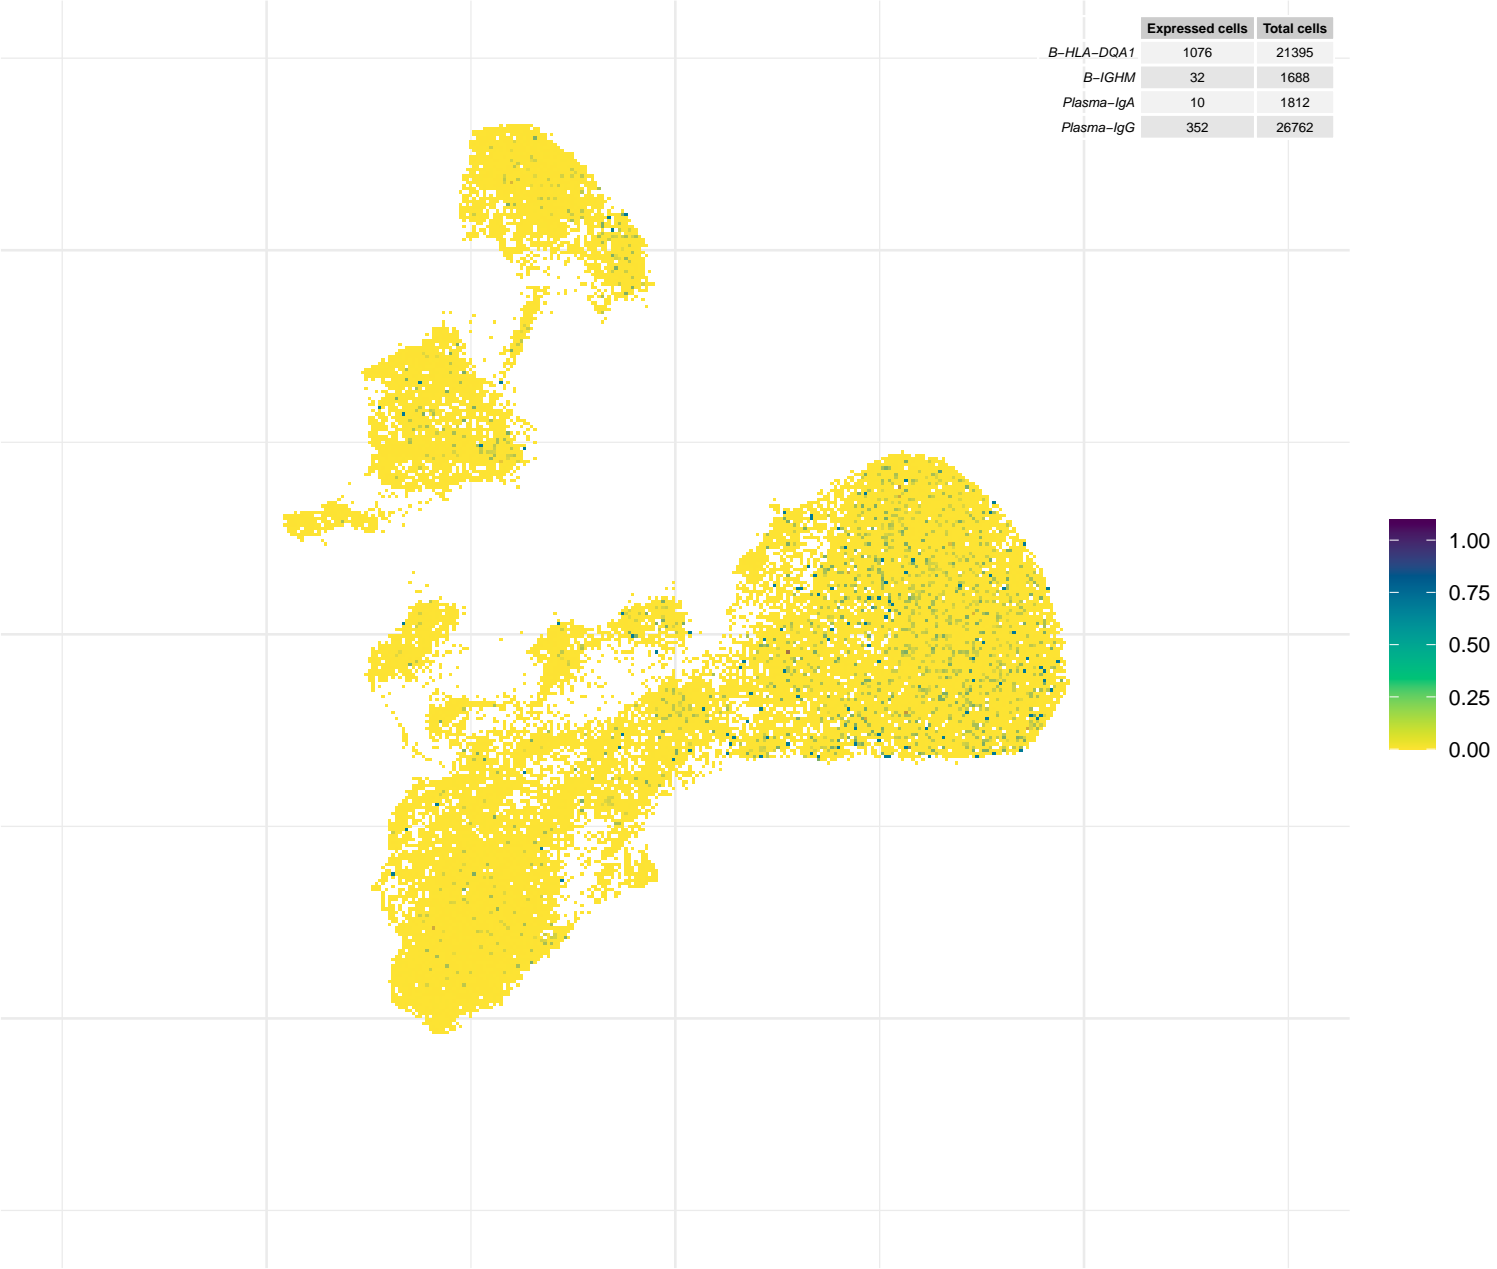 Expressed cells Total cells
B−HLA−DQA1 1076 21395
B−IGHM 32 1688
Plasma−IgA 10 1812
Plasma−IgG 352 26762
1.00
0.75
0.50
0.25
0.00